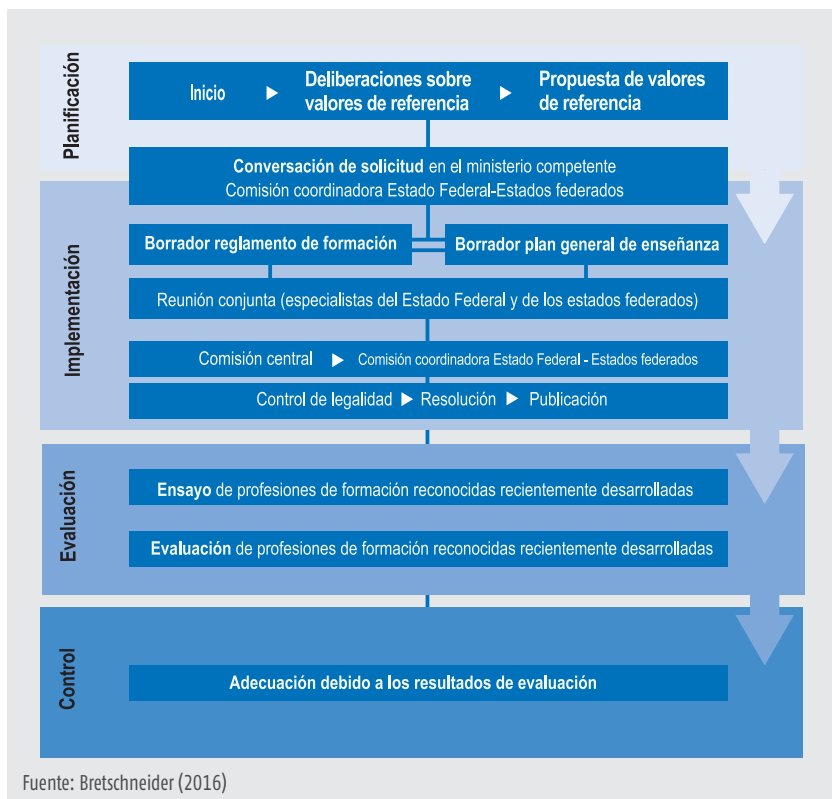 Planificación
Inicio ▶ Deliberaciones sobre valores de referencia ▶ Propuesta de valores de referencia
Conversación de solicitud en el ministerio competente
Comisión coordinadora Estado Federal-Estados federados
Implementación
Borrador reglamento de formación
Borrador plan general de enseñanza
Reunión conjunta (especialistas del Estado Federal y de los estados federados)
Comisión central ▶ Comisión coordinadora Estado Federal - Estados federados
Control de legalidad ▶ Resolución ▶ Publicación
Evaluación
Ensayo de profesiones de formación reconocidas recientemente desarrolladas
Evaluación de profesiones de formación reconocidas recientemente desarrolladas
Control
Adecuación debido a los resultados de evaluación
Fuente: Bretschneider (2016)